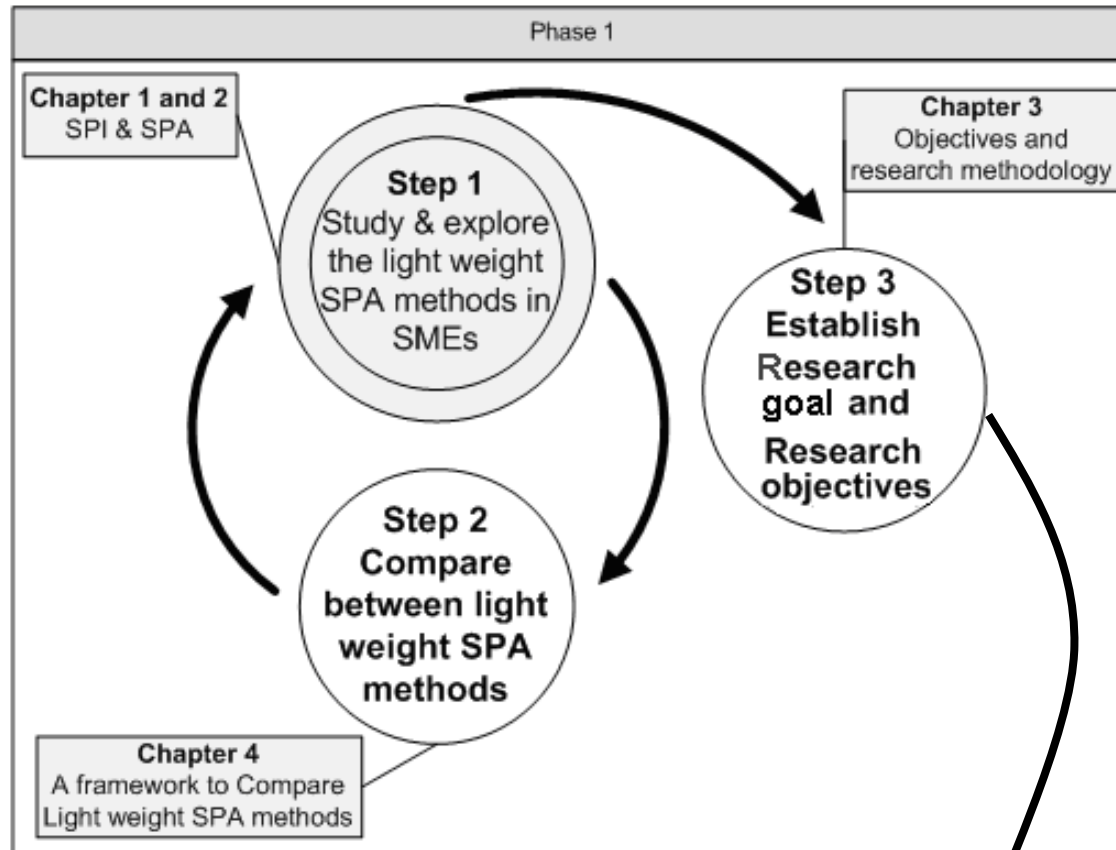 Phase 1
Chapter 1 and 2
SPI & SPA
Step 1
Study & explore
the light weight
SPA methods in
SMEs
Chapter 3
Objectives and
research methodology
Step 3
Establish
Research
goal and
Research
objectives
Step 2
Compare
between light
weight SPA
methods
Chapter 4
A framework to Compare
Light weight SPA methods